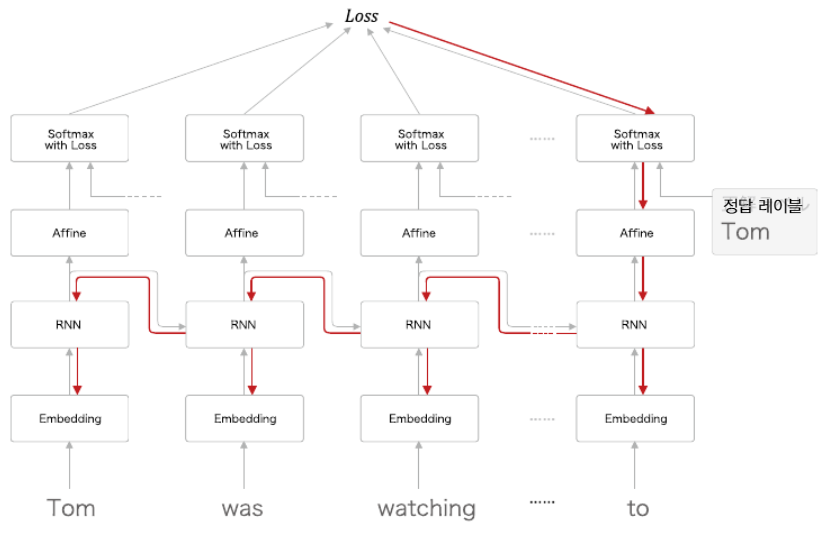 Loss
Softmax
with Loss
Softmax
with Loss
Softmax
with Loss
......
Softmax
with Loss
정답 레이블
Tom
Affine
Affine
Affine
......
Affine
RNN
RNN
RNN
RNN
Embedding
Embedding
Embedding
......
Embedding
Tom
was
watching
......
to